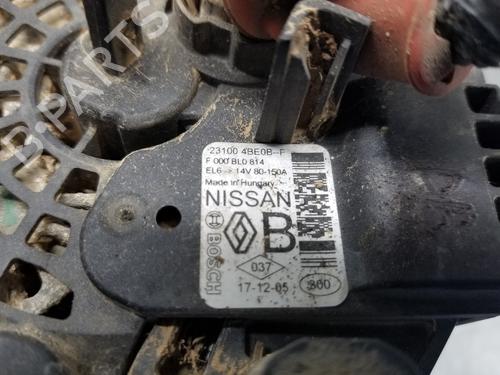 23100 4BE0B-F
F 000 BL0 814
EL6 → 14V 80-150A
Made in Hungary
NISSAN
BOSCH
B
H
037
17-12-05
300
B-PARTS